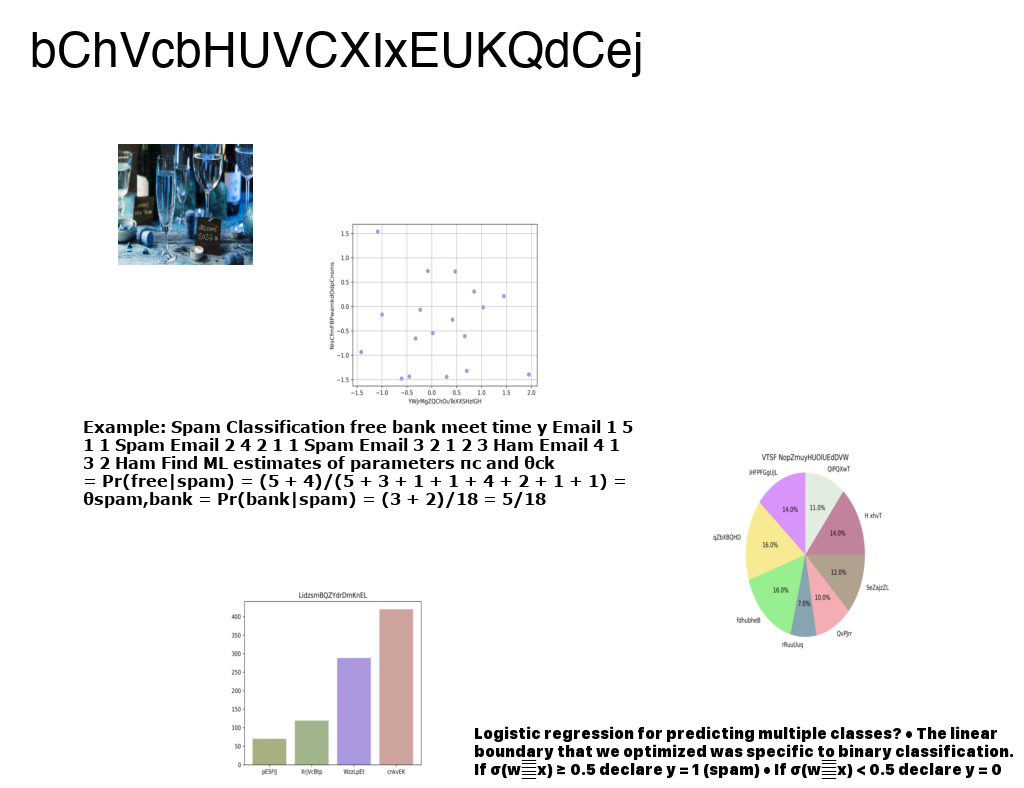 bChVcbHUVCXIxEUKQdCej
1.5
1.0
0.5
0.0
−0.5
−1.0
−1.5
−1.5 −1.0 −0.5 0.0 0.5 1.0 1.5 2.0
Example: Spam Classification free bank meet time y Email 1 5
1 1 Spam Email 2 4 2 1 1 Spam Email 3 2 1 2 3 Ham Email 4 1
3 2 Ham Find ML estimates of parameters πc and θck
= Pr(free|spam) = (5 + 4)/(5 + 3 + 1 + 1 + 4 + 2 + 1 + 1) =
θspam,bank = Pr(bank|spam) = (3 + 2)/18 = 5/18
VTSF NopZmuyHUOIUEdDVW
QIPQXwT
iHFPFGgUjL
H xhvT
qZbXBQHD
SeZajzZL
fdhubheB
QvPJrr
rRuuUuq
11.0%
14.0%
14.0%
16.0%
12.0%
16.0%
10.0%
7.0%
LidzsmBQZYdrDmKnEL
400
350
300
250
200
150
100
50
0
pESFIJ XrjVcBtp WzzLpEt cnkvEK
Logistic regression for predicting multiple classes? • The linear
boundary that we optimized was specific to binary classification.
If σ(w x) ≥ 0.5 declare y = 1 (spam) • If σ(w x) < 0.5 declare y = 0